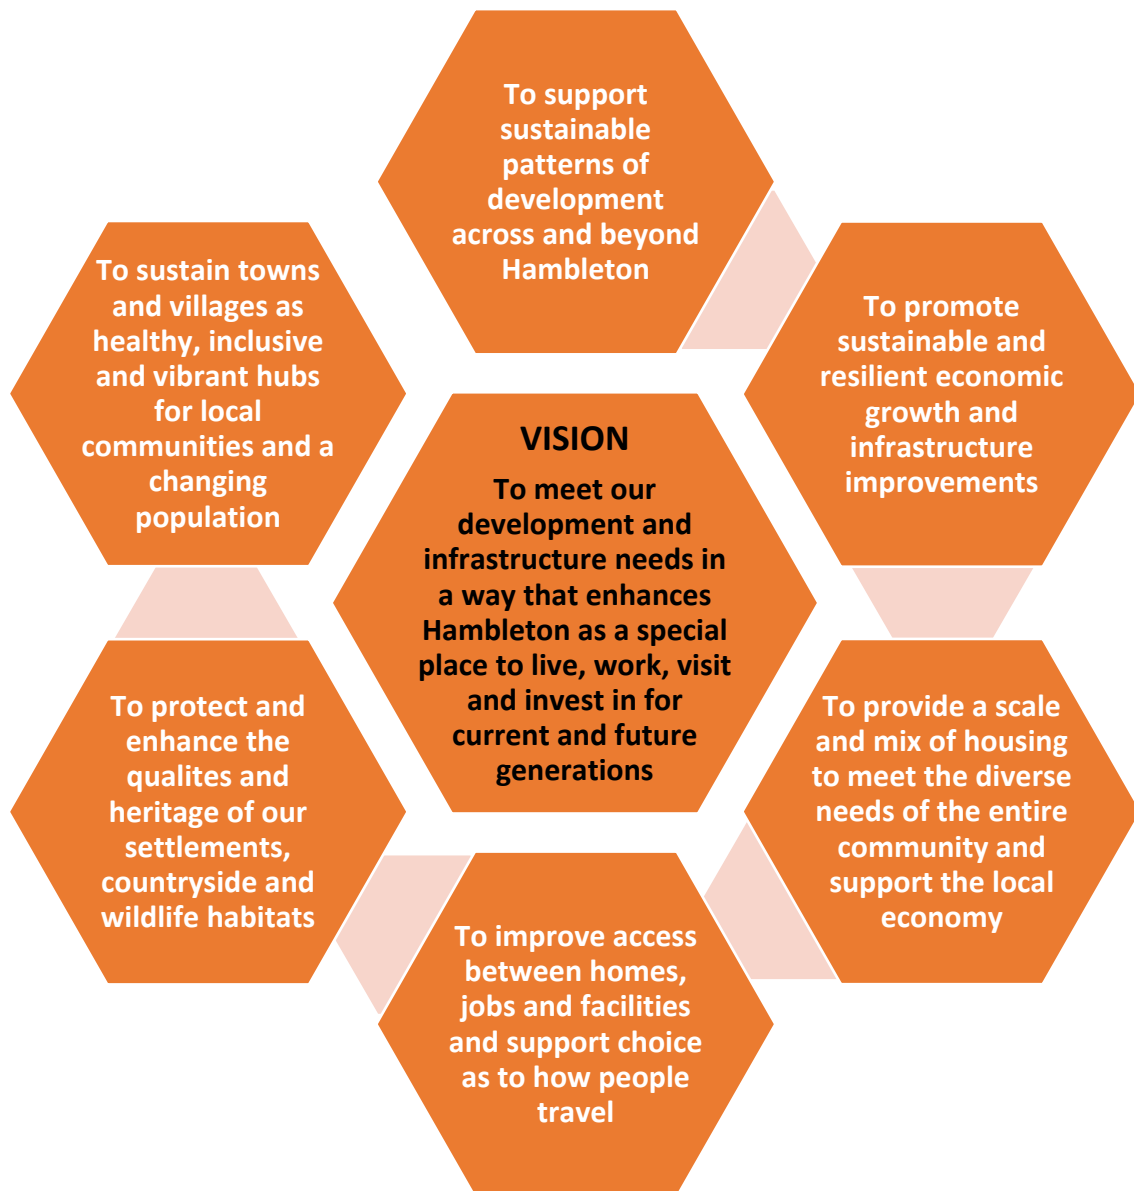 To support
sustainable
patterns of
development
across and beyond
Hambleton
To promote
sustainable and
resilient economic
growth and
infrastructure
improvements
To provide a scale
and mix of housing
to meet the diverse
needs of the entire
community and
support the local
economy
To improve access
between homes,
jobs and facilities
and support choice
as to how people
travel
To protect and
enhance the
qualites and
heritage of our
settlements,
countryside and
wildlife habitats
To sustain towns
and villages as
healthy, inclusive
and vibrant hubs
for local
communities and a
changing
population
VISION
To meet our
development and
infrastructure needs in
a way that enhances
Hambleton as a special
place to live, work, visit
and invest in for
current and future
generations